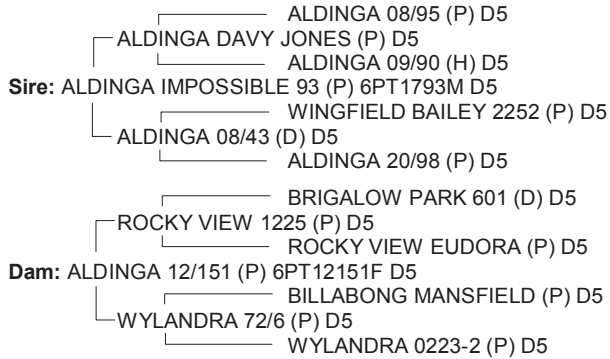 ALDINGA 08/95 (P) D5
ALDINGA DAVY JONES (P) D5
ALDINGA 09/90 (H) D5
Sire: ALDINGA IMPOSSIBLE 93 (P) 6PT1793M D5
WINGFIELD BAILEY 2252 (P) D5
ALDINGA 08/43 (D) D5
ALDINGA 20/98 (P) D5
BRIGALOW PARK 601 (D) D5
ROCKY VIEW 1225 (P) D5
ROCKY VIEW EUDORA (P) D5
Dam: ALDINGA 12/151 (P) 6PT12151F D5
BILLABONG MANSFIELD (P) D5
WYLANDRA 72/6 (P) D5
WYLANDRA 0223-2 (P) D5